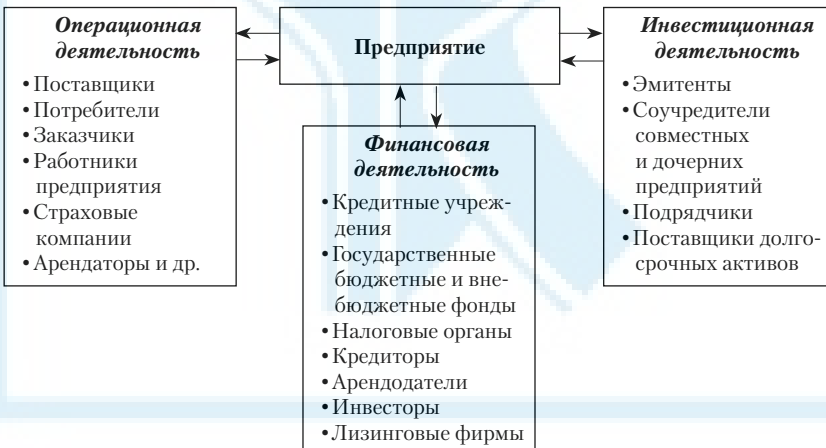 Операционная
деятельность
• Поставщики
• Потребители
• Заказчики
• Работники
предприятия
• Страховые
компании
• Арендаторы и др.
Предприятие
Финансовая
деятельность
• Кредитные учреж-
дения
• Государственные
бюджетные и вне-
бюджетные фонды
• Налоговые органы
• Кредиторы
• Арендодатели
• Инвесторы
• Лизинговые фирмы
Инвестиционная
деятельность
• Эмитенты
• Соучредители
совместных
и дочерних
предприятий
• Подрядчики
• Поставщики долго-
срочных активов